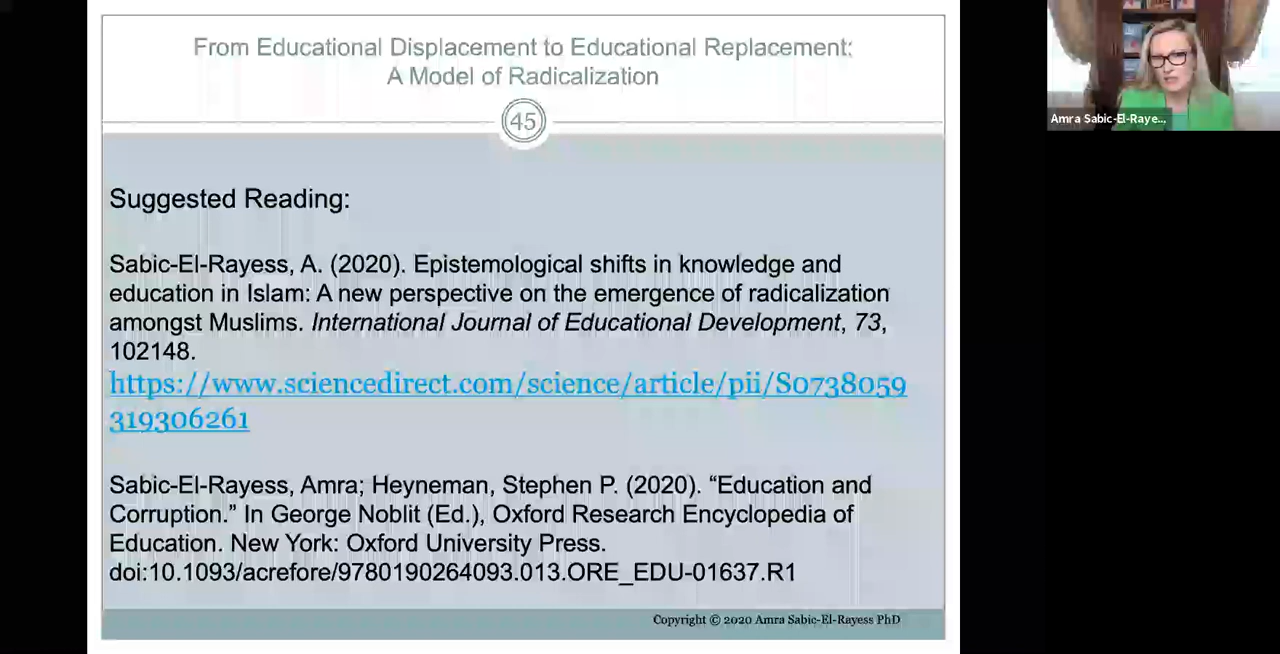 From Educational Displacement to Educational Replacement:
A Model of Radicalization
45
Suggested Reading:
Sabic-El-Rayess, A. (2020). Epistemological shifts in knowledge and
education in Islam: A new perspective on the emergence of radicalization
amongst Muslims. International Journal of Educational Development, 73,
102148.
https://www.sciencedirect.com/science/article/pii/S0738059
319306261
Sabic-El-Rayess, Amra; Heyneman, Stephen P. (2020). “Education and
Corruption.” In George Noblit (Ed.), Oxford Research Encyclopedia of
Education. New York: Oxford University Press.
doi:10.1093/acrefore/9780190264093.013.ORE_EDU-01637.R1
Copyright © 2020 Amra Sabic-El-Rayess PhD
Amra Sabic-El-Raye...